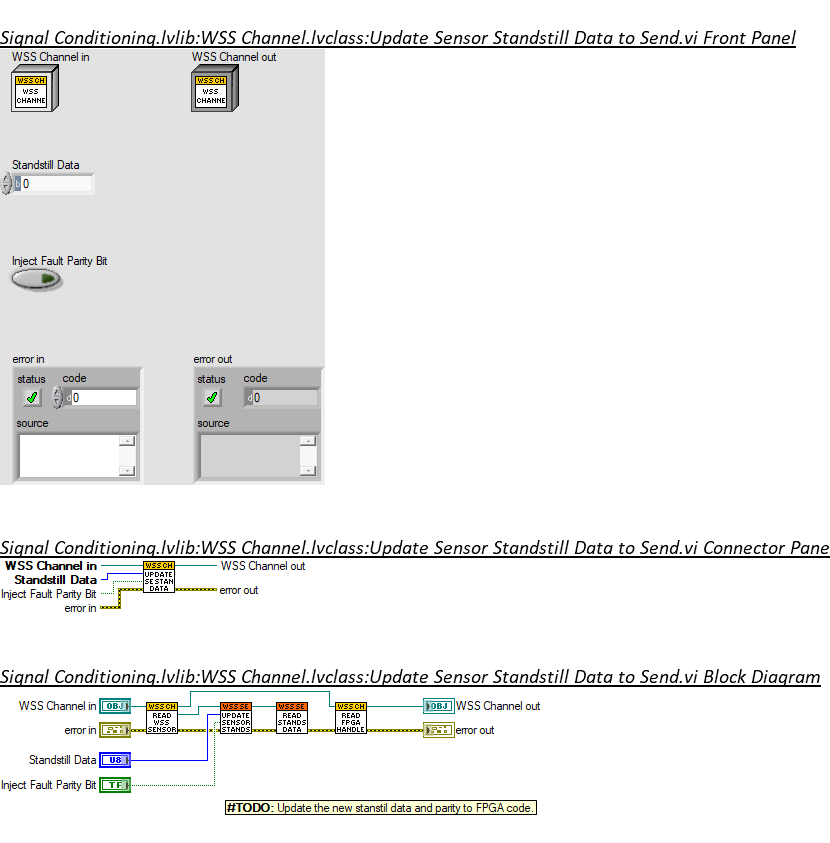 Signal Conditioning.lvlib:WSS Channel.lvclass:Update Sensor Standstill Data to Send.vi Front Panel
WSS Channel in
WSS Channel out
WSS CH
WSS
CHANNE
WSS CH
WSS
CHANNE
Standstill Data
b 0
Inject Fault Parity Bit
error in
error out
status code
d 0
status code
d 0
source
source
Signal Conditioning.lvlib:WSS Channel.lvclass:Update Sensor Standstill Data to Send.vi Connector Pane
WSS Channel in
Standstill Data
Inject Fault Parity Bit
error in
WSS CH
UPDATE
SE STAN
DATA
WSS Channel out
error out
Signal Conditioning.lvlib:WSS Channel.lvclass:Update Sensor Standstill Data to Send.vi Block Diagram
WSS Channel in
OBJ
error in
Standstill Data
U8
Inject Fault Parity Bit
TF
WSS CH
READ
WSS
SENSOR
WSS SE
UPDATE
SENSOR
STANDS
WSS SE
READ
STANDS
DATA
WSS CH
READ
FPGA
HANDLE
OBJ
WSS Channel out
error out
#TODO: Update the new stanstil data and parity to FPGA code.